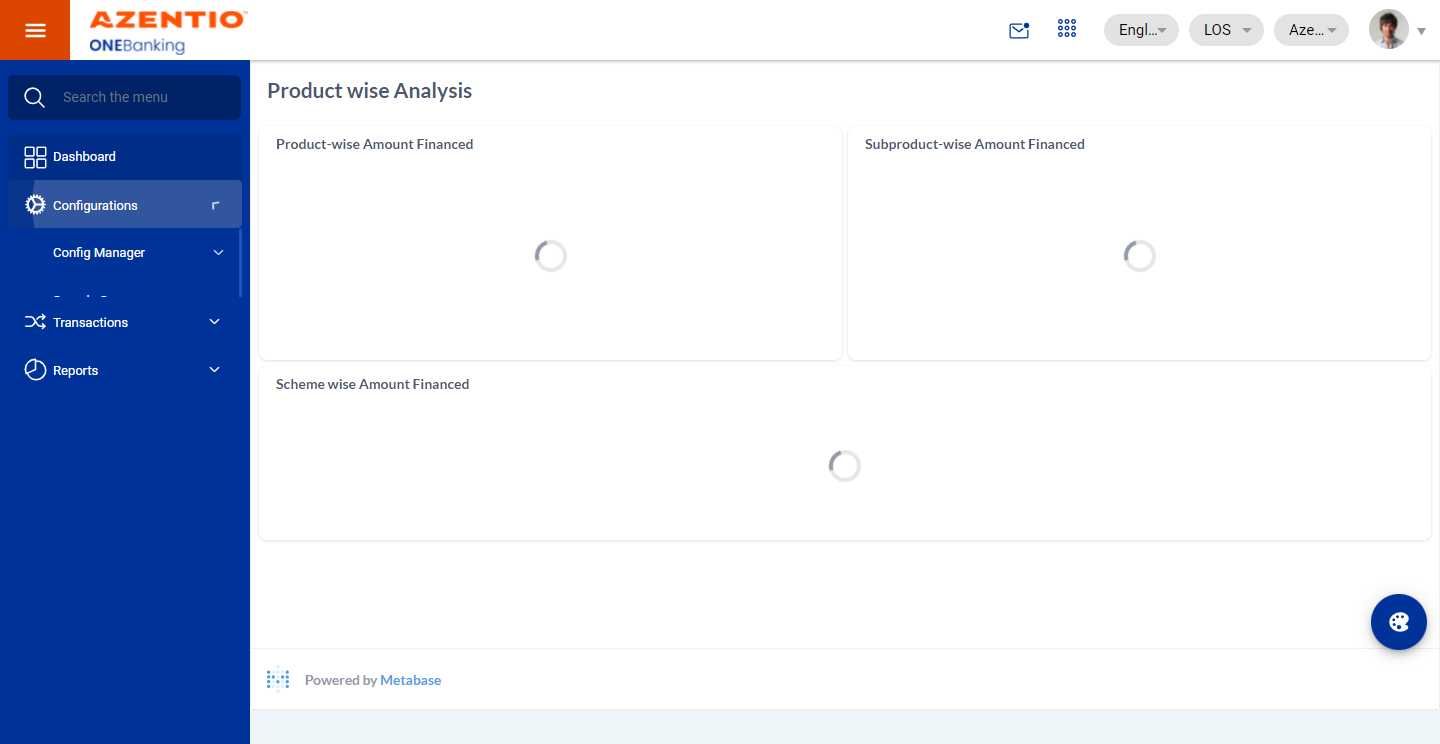 AZENTIO
ONEBanking
Engl...
LOS
Aze...
Search the menu
Dashboard
Configurations
Config Manager
Transactions
Reports
Product wise Analysis
Product-wise Amount Financed
Subproduct-wise Amount Financed
Scheme wise Amount Financed
Powered by Metabase